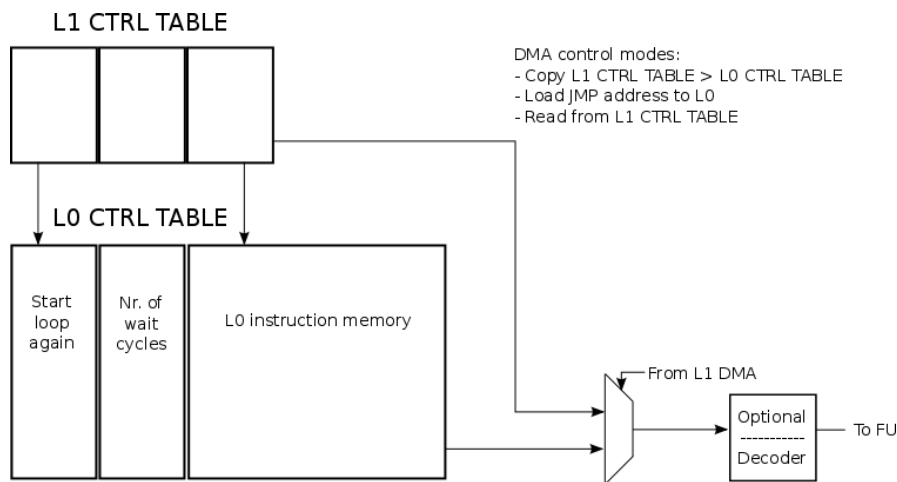 L1 CTRL TABLE
DMA control modes:
- Copy L1 CTRL TABLE > L0 CTRL TABLE
- Load JMP address to L0
- Read from L1 CTRL TABLE
L0 CTRL TABLE
Start
loop
again
Nr. of
wait
cycles
L0 instruction memory
From L1 DMA
Optional
-----------
Decoder
To FU